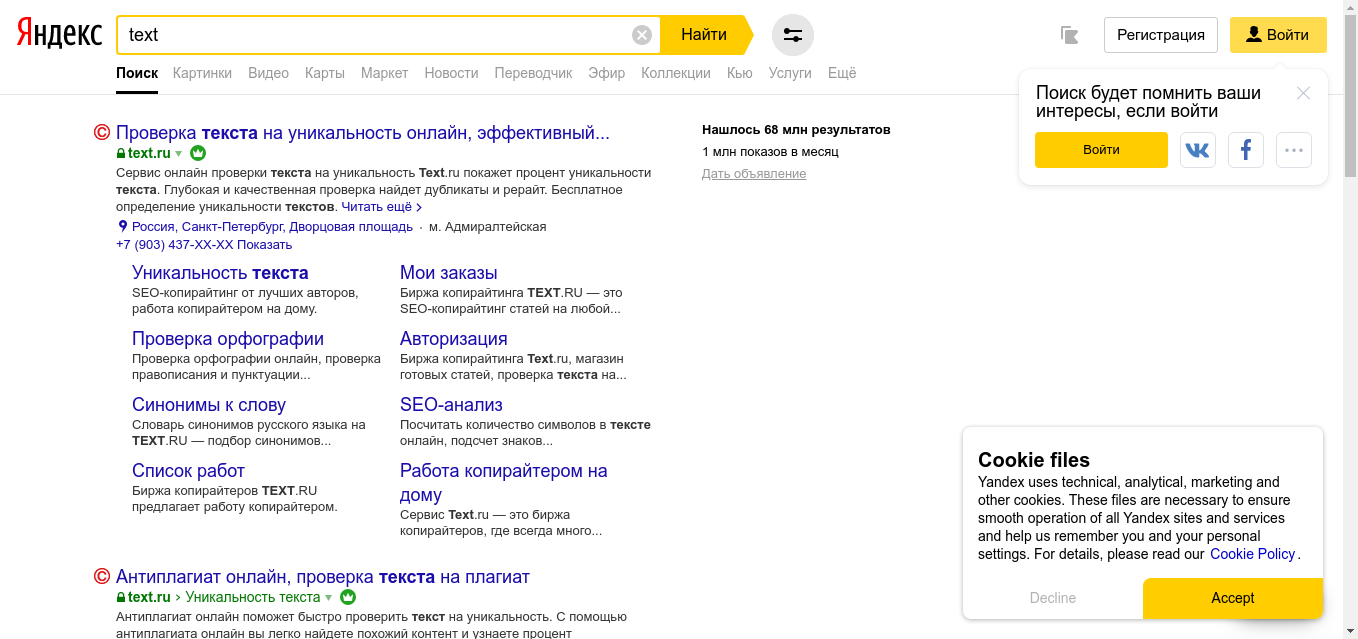 Яндекс
text
Найти
Регистрация
Войти
Поиск Картинки Видео Карты Маркет Новости Переводчик Эфир Коллекции Кью Услуги Ещё
Поиск будет помнить ваши
интересы, если войти
Войти
© Проверка текста на уникальность онлайн, эффективный...
text.ru
Сервис онлайн проверки текста на уникальность Text.ru покажет процент уникальности
текста. Глубокая и качественная проверка найдет дубликаты и рерайт. Бесплатное
определение уникальности текстов. Читать ещё >
Россия, Санкт-Петербург, Дворцовая площадь · м. Адмиралтейская
+7 (903) 437-XX-XX Показать
Уникальность текста
SEO-копирайтинг от лучших авторов,
работа копирайтером на дому.
Мои заказы
Биржа копирайтинга TEXT.RU — это
SEO-копирайтинг статей на любой...
Проверка орфографии
Проверка орфографии онлайн, проверка
правописания и пунктуации...
Авторизация
Биржа копирайтинга Text.ru, магазин
готовых статей, проверка текста на...
Синонимы к слову
Словарь синонимов русского языка на
TEXT.RU — подбор синонимов...
SEO-анализ
Посчитать количество символов в тексте
онлайн, подсчет знаков...
Список работ
Биржа копирайтеров TEXT.RU
предлагает работу копирайтером.
Работа копирайтером на
дому
Сервис Text.ru — это биржа
копирайтеров, где всегда много...
© Антиплагиат онлайн, проверка текста на плагиат
text.ru › Уникальность текста
Антиплагиат онлайн поможет быстро проверить текст на уникальность. С помощью
антиплагиата онлайн вы легко найдете похожий контент и узнаете процент
Нашлось 68 млн результатов
1 млн показов в месяц
Дать объявление
Cookie files
Yandex uses technical, analytical, marketing and
other cookies. These files are necessary to ensure
smooth operation of all Yandex sites and services
and help us remember you and your personal
settings. For details, please read our Cookie Policy.
Decline
Accept